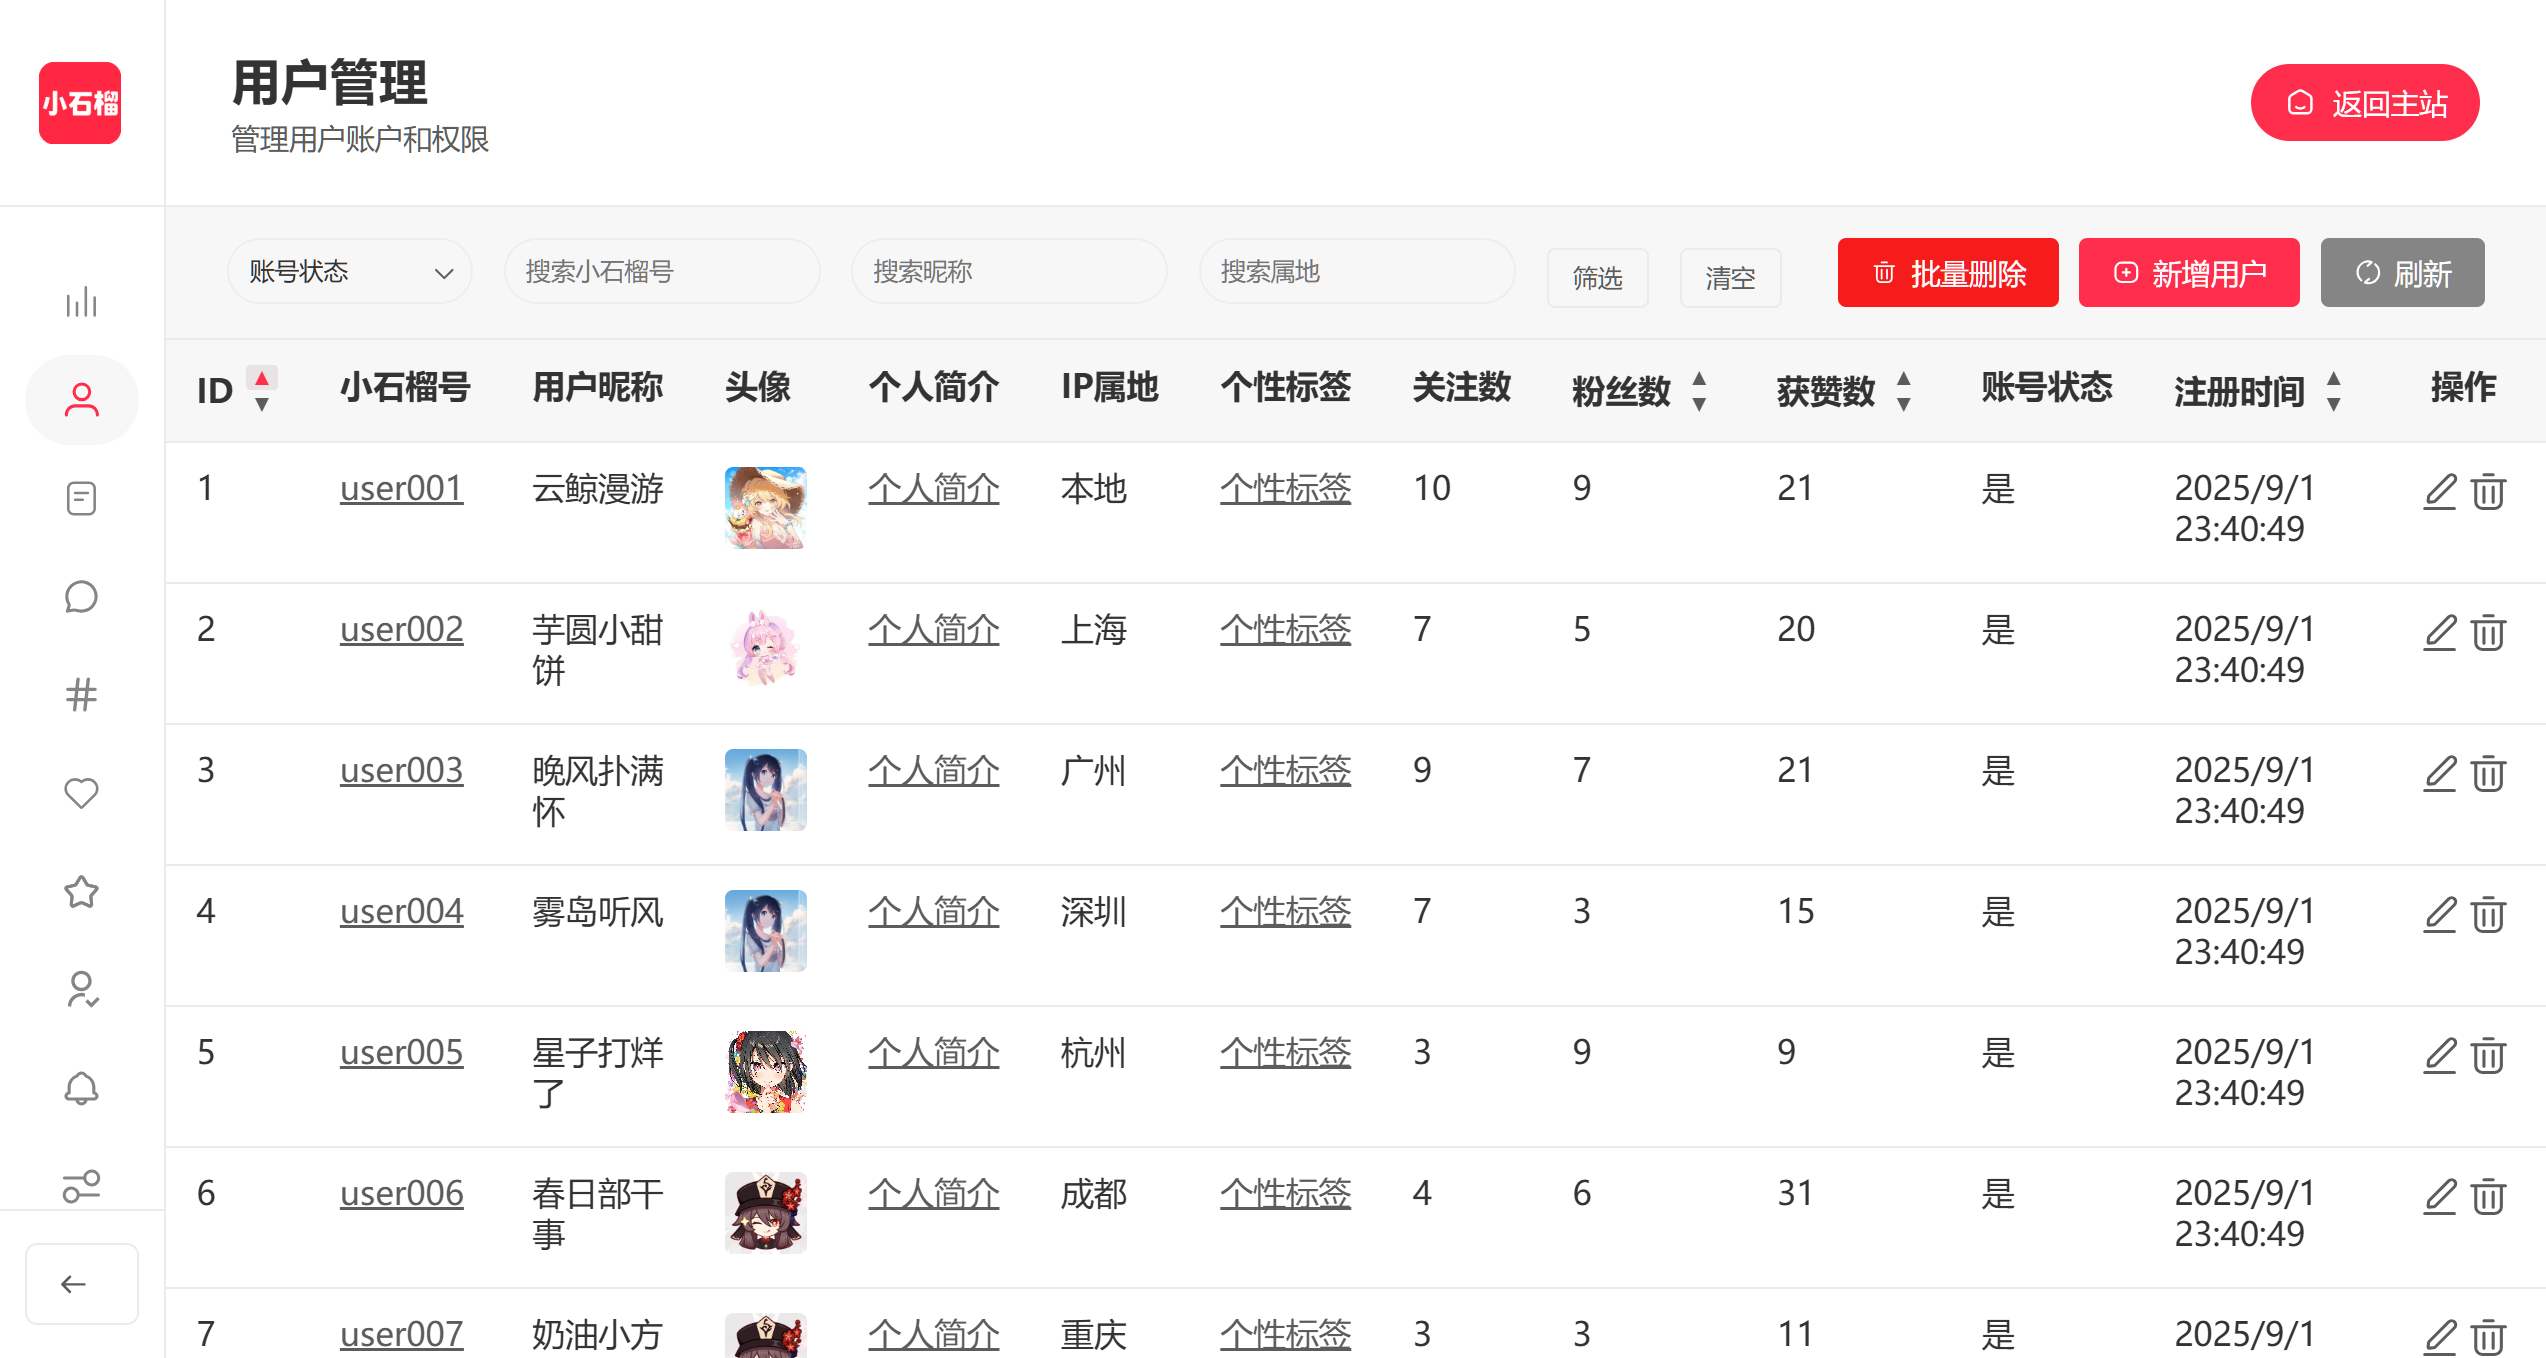 小石榴
用户管理
管理用户账户和权限
返回主站
账号状态 搜索小石榴号 搜索昵称 搜索属地 筛选 清空 批量删除 新增用户 刷新
ID 小石榴号 用户昵称 头像 个人简介 IP属地 个性标签 关注数 粉丝数 获赞数 账号状态 注册时间 操作
1 user001 云鲸漫游 个人简介 本地 个性标签 10 9 21 是 2025/9/1
23:40:49
2 user002 芋圆小甜 个人简介 上海 个性标签 7 5 20 是 2025/9/1
饼 23:40:49
3 user003 晚风扑满 个人简介 广州 个性标签 9 7 21 是 2025/9/1
怀 23:40:49
4 user004 雾岛听风 个人简介 深圳 个性标签 7 3 15 是 2025/9/1
23:40:49
5 user005 星子打烊 个人简介 杭州 个性标签 3 9 9 是 2025/9/1
了 23:40:49
6 user006 春日部干 个人简介 成都 个性标签 4 6 31 是 2025/9/1
事 23:40:49
7 user007 奶油小方 个人简介 重庆 个性标签 3 3 11 是 2025/9/1